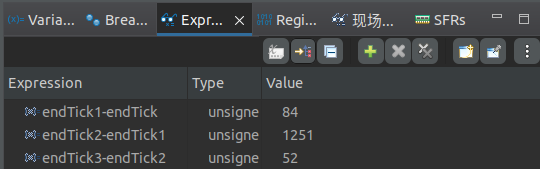 (x)= Varia... Brea... Expr... × Regi... 现场... SFRs
Expression Type Value
endTick1-endTick unsigne 84
endTick2-endTick1 unsigne 1251
endTick3-endTick2 unsigne 52